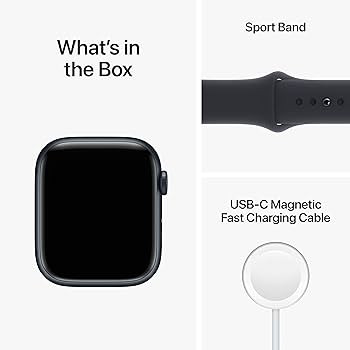 What's in
the Box
Sport Band
USB-C Magnetic
Fast Charging Cable